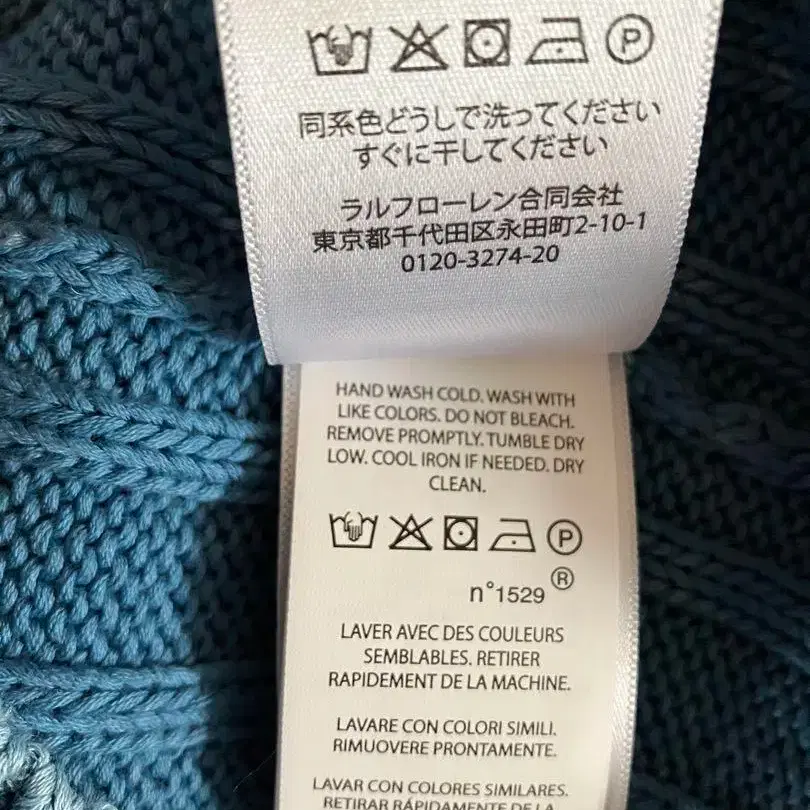 P
同系色どうしで洗ってください
すぐに干してください
ラルフローレン合同会社
東京都千代田区永田町2-10-1
0120-3274-20
HAND WASH COLD. WASH WITH
LIKE COLORS. DO NOT BLEACH.
REMOVE PROMPTLY. TUMBLE DRY
LOW. COOL IRON IF NEEDED. DRY
CLEAN.
P
n°1529 ®
LAVER AVEC DES COULEURS
SEMBLABLES. RETIRER
RAPIDEMENT DE LA MACHINE.
LAVARE CON COLORI SIMILI.
RIMUOVERE PRONTAMENTE.
LAVAR CON COLORES SIMILARES.
RETIRAR RÁPIDAMENTE DE LA